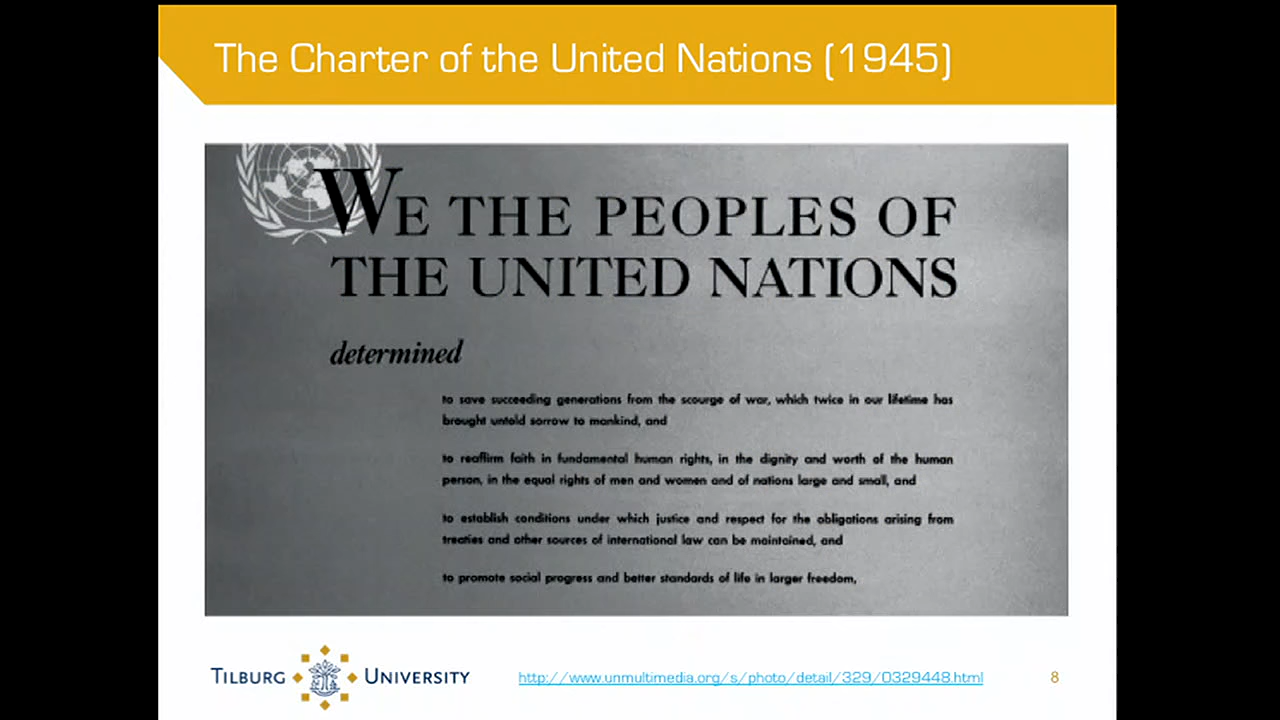 The Charter of the United Nations (1945)
WE THE PEOPLES OF
THE UNITED NATIONS
determined
to save succeeding generations from the scourge of war, which twice in our lifetime has
brought untold sorrow to mankind, and
to reaffirm faith in fundamental human rights, in the dignity and worth of the human
person, in the equal rights of men and women and of nations large and small, and
to establish conditions under which justice and respect for the obligations arising from
treaties and other sources of international law can be maintained, and
to promote social progress and better standards of life in larger freedom,
TILBURG UNIVERSITY
http://www.unmultimedia.org/s/photo/detail/329/0329448.html
8